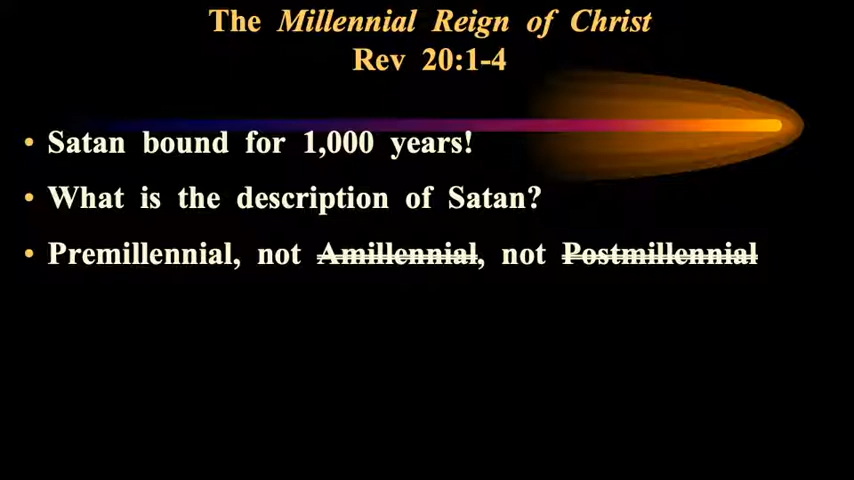 The Millennial Reign of Christ
Rev 20:1-4
• Satan bound for 1,000 years!
• What is the description of Satan?
• Premillennial, not Amillennial, not Postmillennial